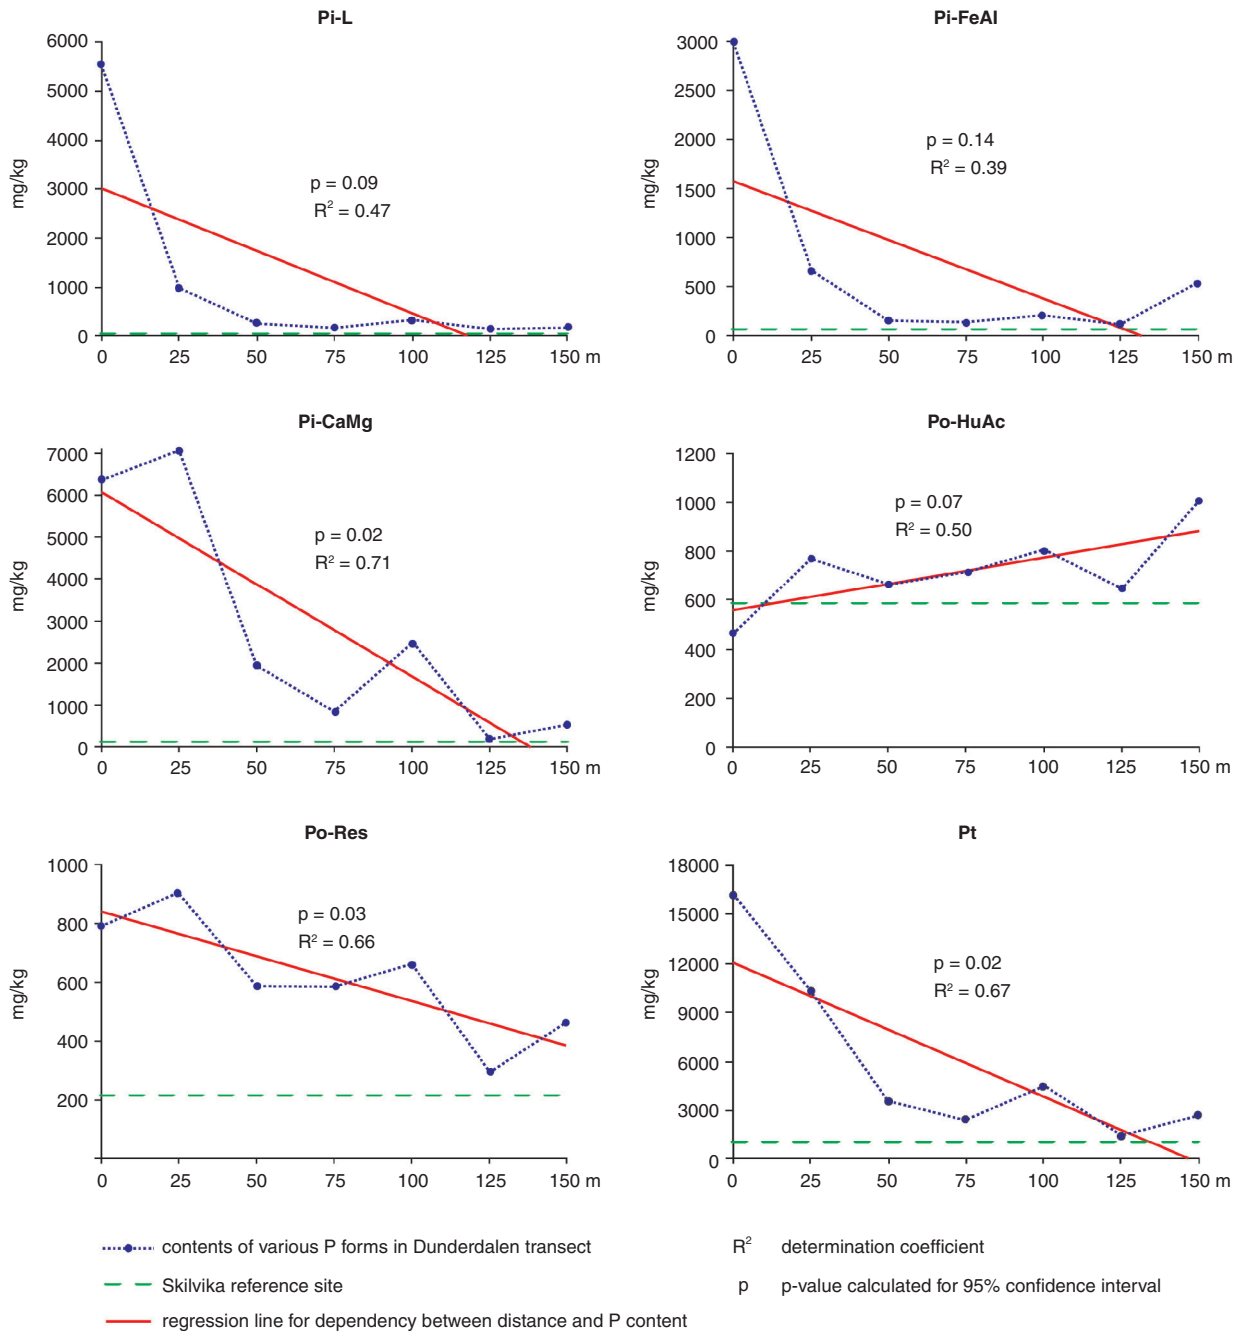 Pi-L
6000
5000
4000
3000
2000
1000
0
mg/kg
p = 0.09
R² = 0.47
0 25 50 75 100 125 150 m
Pi-FeAl
3000
2500
2000
1500
1000
500
0
mg/kg
p = 0.14
R² = 0.39
0 25 50 75 100 125 150 m
Pi-CaMg
7000
6000
5000
4000
3000
2000
1000
0
mg/kg
p = 0.02
R² = 0.71
0 25 50 75 100 125 150 m
Po-HuAc
1200
1000
800
600
400
200
0
mg/kg
p = 0.07
R² = 0.50
0 25 50 75 100 125 150 m
Po-Res
1000
800
600
400
200
mg/kg
p = 0.03
R² = 0.66
0 25 50 75 100 125 150 m
Pt
18000
15000
12000
9000
6000
3000
0
mg/kg
p = 0.02
R² = 0.67
0 25 50 75 100 125 150 m
contents of various P forms in Dunderdalen transect
Skilvika reference site
regression line for dependency between distance and P content
R² determination coefficient
p p-value calculated for 95% confidence interval